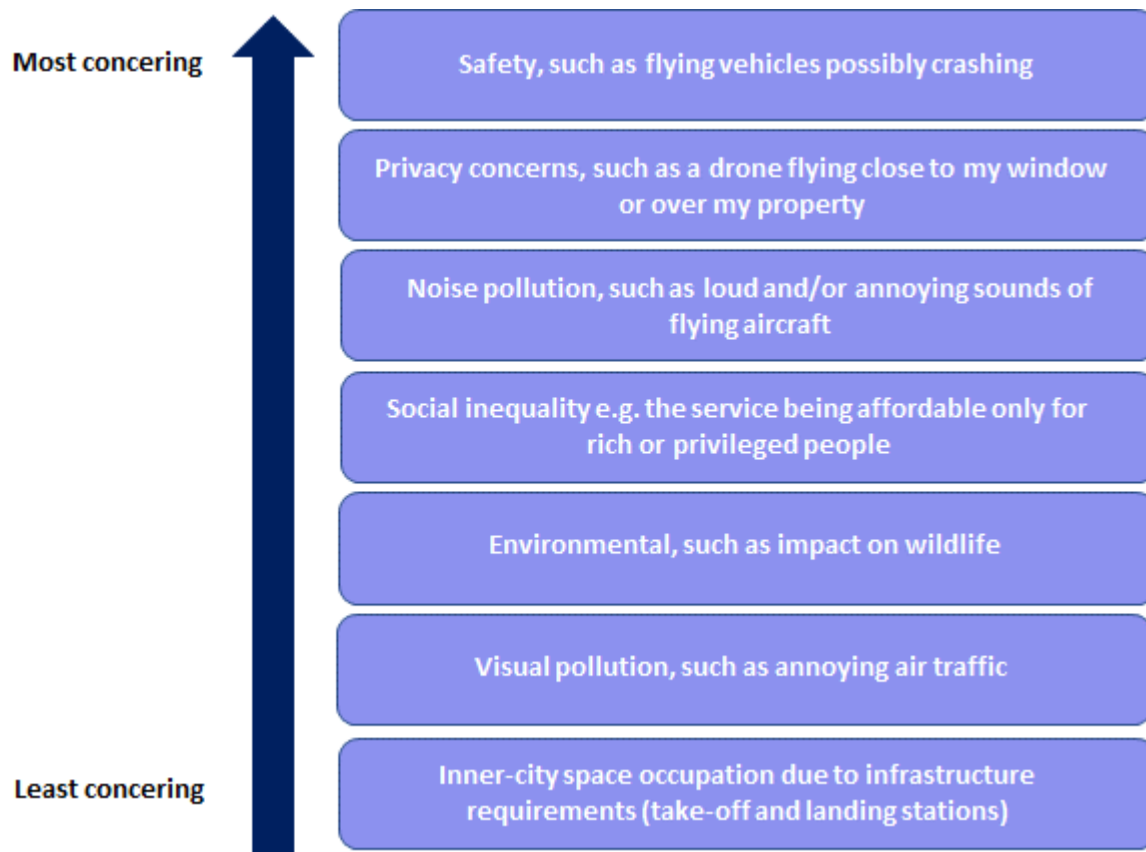 Most concering
Safety, such as flying vehicles possibly crashing
Privacy concerns, such as a drone flying close to my window
or over my property
Noise pollution, such as loud and/or annoying sounds of
flying aircraft
Social inequality e.g. the service being affordable only for
rich or privileged people
Environmental, such as impact on wildlife
Visual pollution, such as annoying air traffic
Least concering
Inner-city space occupation due to infrastructure
requirements (take-off and landing stations)